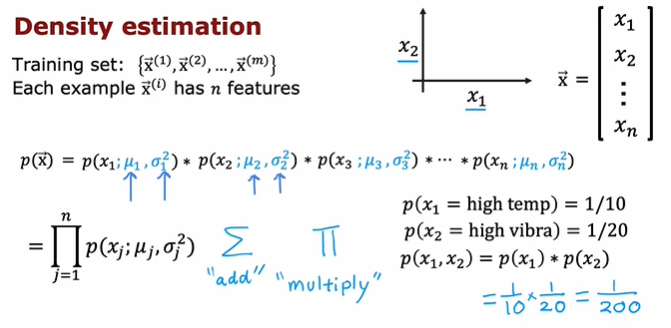 Density estimation
Training set: {x⃗⁽¹⁾, x⃗⁽²⁾, ..., x⃗⁽ᵐ⁾}
Each example x⃗⁽ⁱ⁾ has n features
x₂
x₁
x⃗ = [x₁ x₂ ⋮ xₙ]
p(x⃗) = p(x₁; μ₁, σ₁²) * p(x₂; μ₂, σ₂²) * p(x₃; μ₃, σ₃²) * ⋯ * p(xₙ; μₙ, σₙ²)
= ∏ⱼ₌₁ⁿ p(xⱼ; μⱼ, σⱼ²)
Σ Π
"add" "multiply"
p(x₁ = high temp) = 1/10
p(x₂ = high vibra) = 1/20
p(x₁, x₂) = p(x₁) * p(x₂)
= 1/10 × 1/20 = 1/200